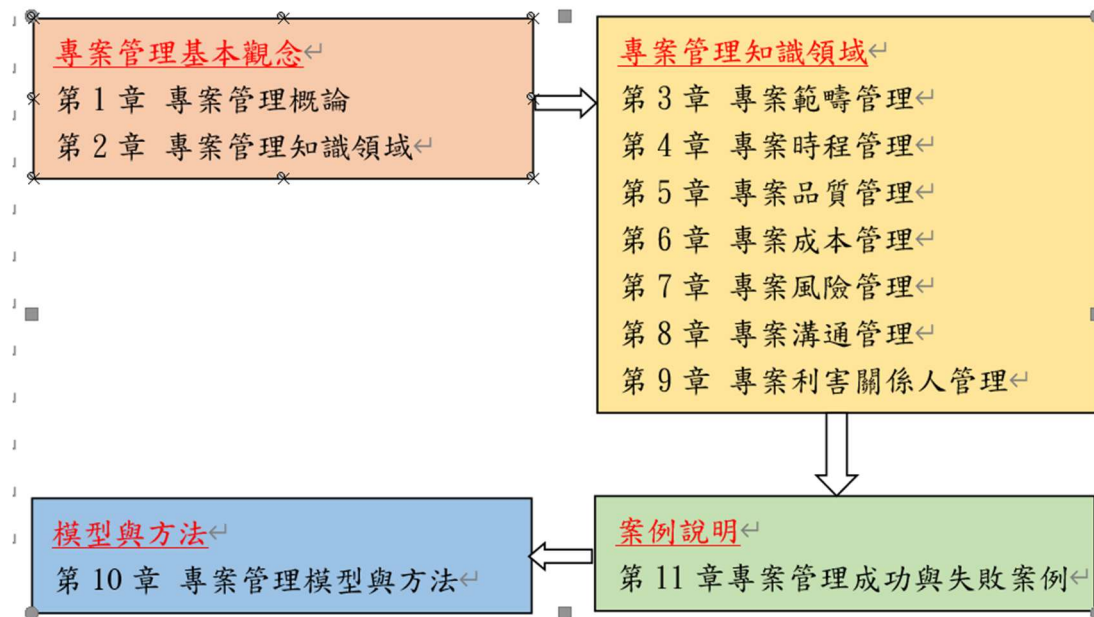 專案管理基本觀念
第 1 章 專案管理概論
第 2 章 專案管理知識領域
專案管理知識領域
第 3 章 專案範疇管理
第 4 章 專案時程管理
第 5 章 專案品質管理
第 6 章 專案成本管理
第 7 章 專案風險管理
第 8 章 專案溝通管理
第 9 章 專案利害關係人管理
案例說明
第 11 章專案管理成功與失敗案例
模型與方法
第 10 章 專案管理模型與方法